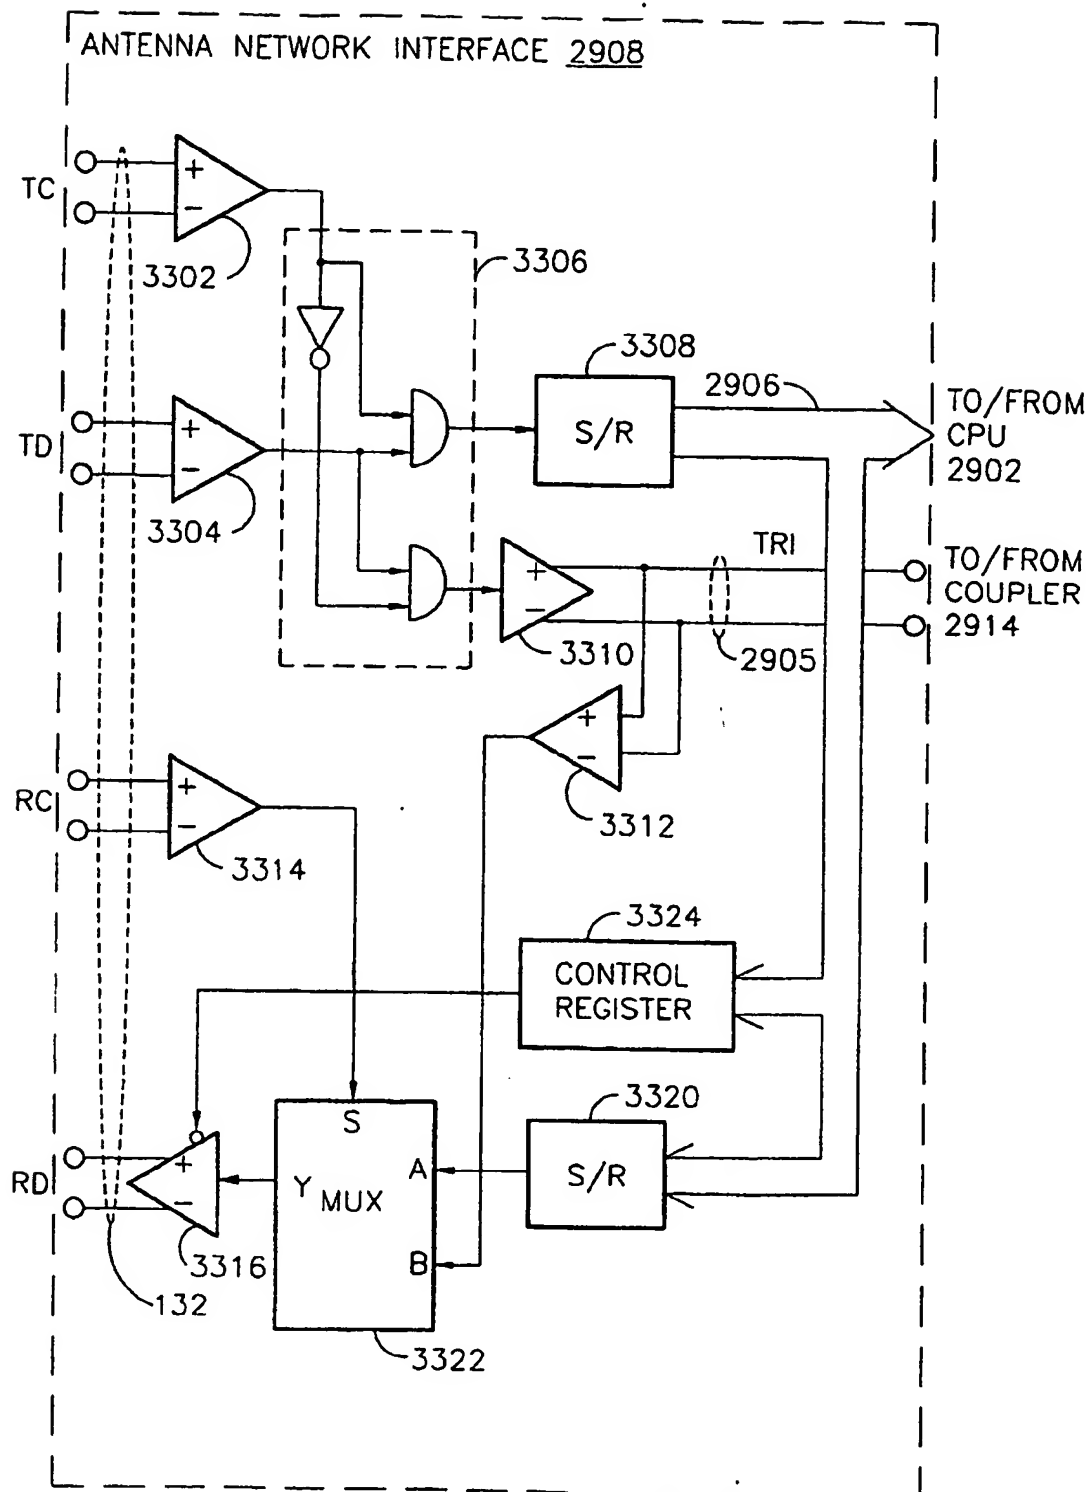 ANTENNA NETWORK INTERFACE 2908
TC
+
−
3302
3306
3308
S/R
2906
TO/FROM
CPU
2902
TD
+
−
3304
TRI
TO/FROM
COUPLER
2914
+
−
3310
2905
+
−
3312
RC
+
−
3314
3324
CONTROL
REGISTER
3320
S/R
S
A
Y MUX
B
RD
+
−
3316
132
3322